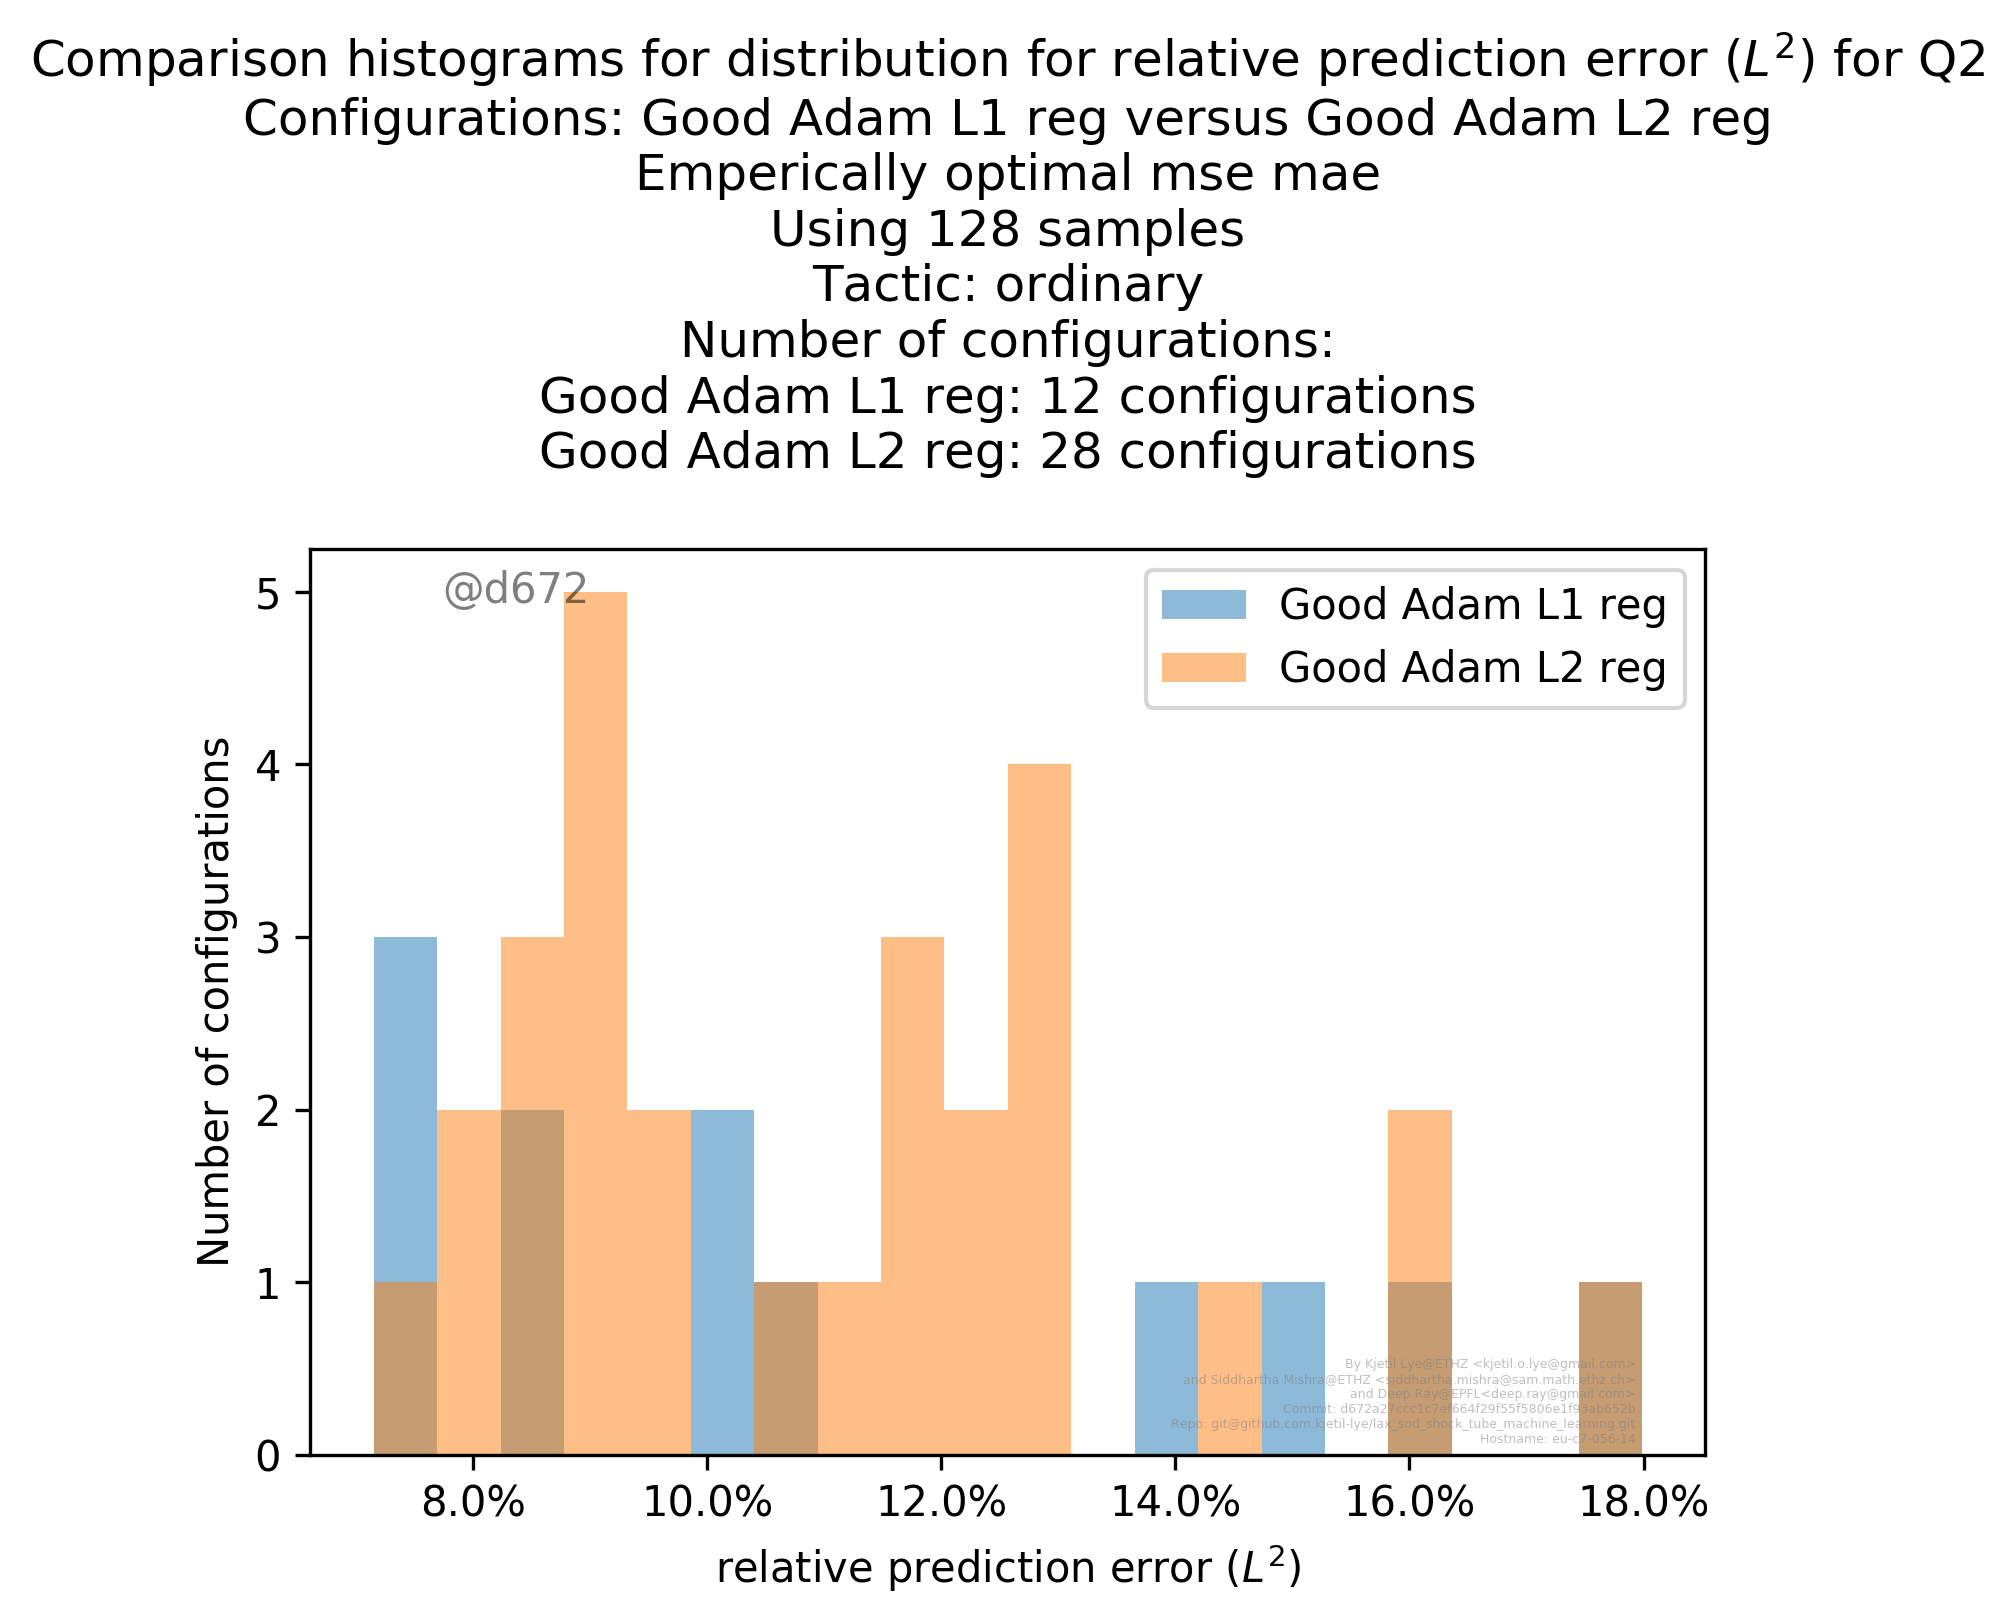 Comparison histograms for distribution for relative prediction error (L²) for Q2
Configurations: Good Adam L1 reg versus Good Adam L2 reg
Emperically optimal mse mae
Using 128 samples
Tactic: ordinary
Number of configurations:
Good Adam L1 reg: 12 configurations
Good Adam L2 reg: 28 configurations
@d672
Good Adam L1 reg
Good Adam L2 reg
Number of configurations
5
4
3
2
1
0
By Kjetil Lye@ETHZ <kjetil.o.lye@gmail.com>
and Siddhartha Mishra@ETHZ <siddhartha.mishra@sam.math.ethz.ch>
and Deep Ray@EPFL<deep.ray@gmail.com>
Commit: d672a27ccc1c7ef664f29f55f5806e1f93ab652b
Repo: git@github.com:kjetil-lye/lax_sod_shock_tube_machine_learning.git
Hostname: eu-c7-056-14
8.0% 10.0% 12.0% 14.0% 16.0% 18.0%
relative prediction error (L²)